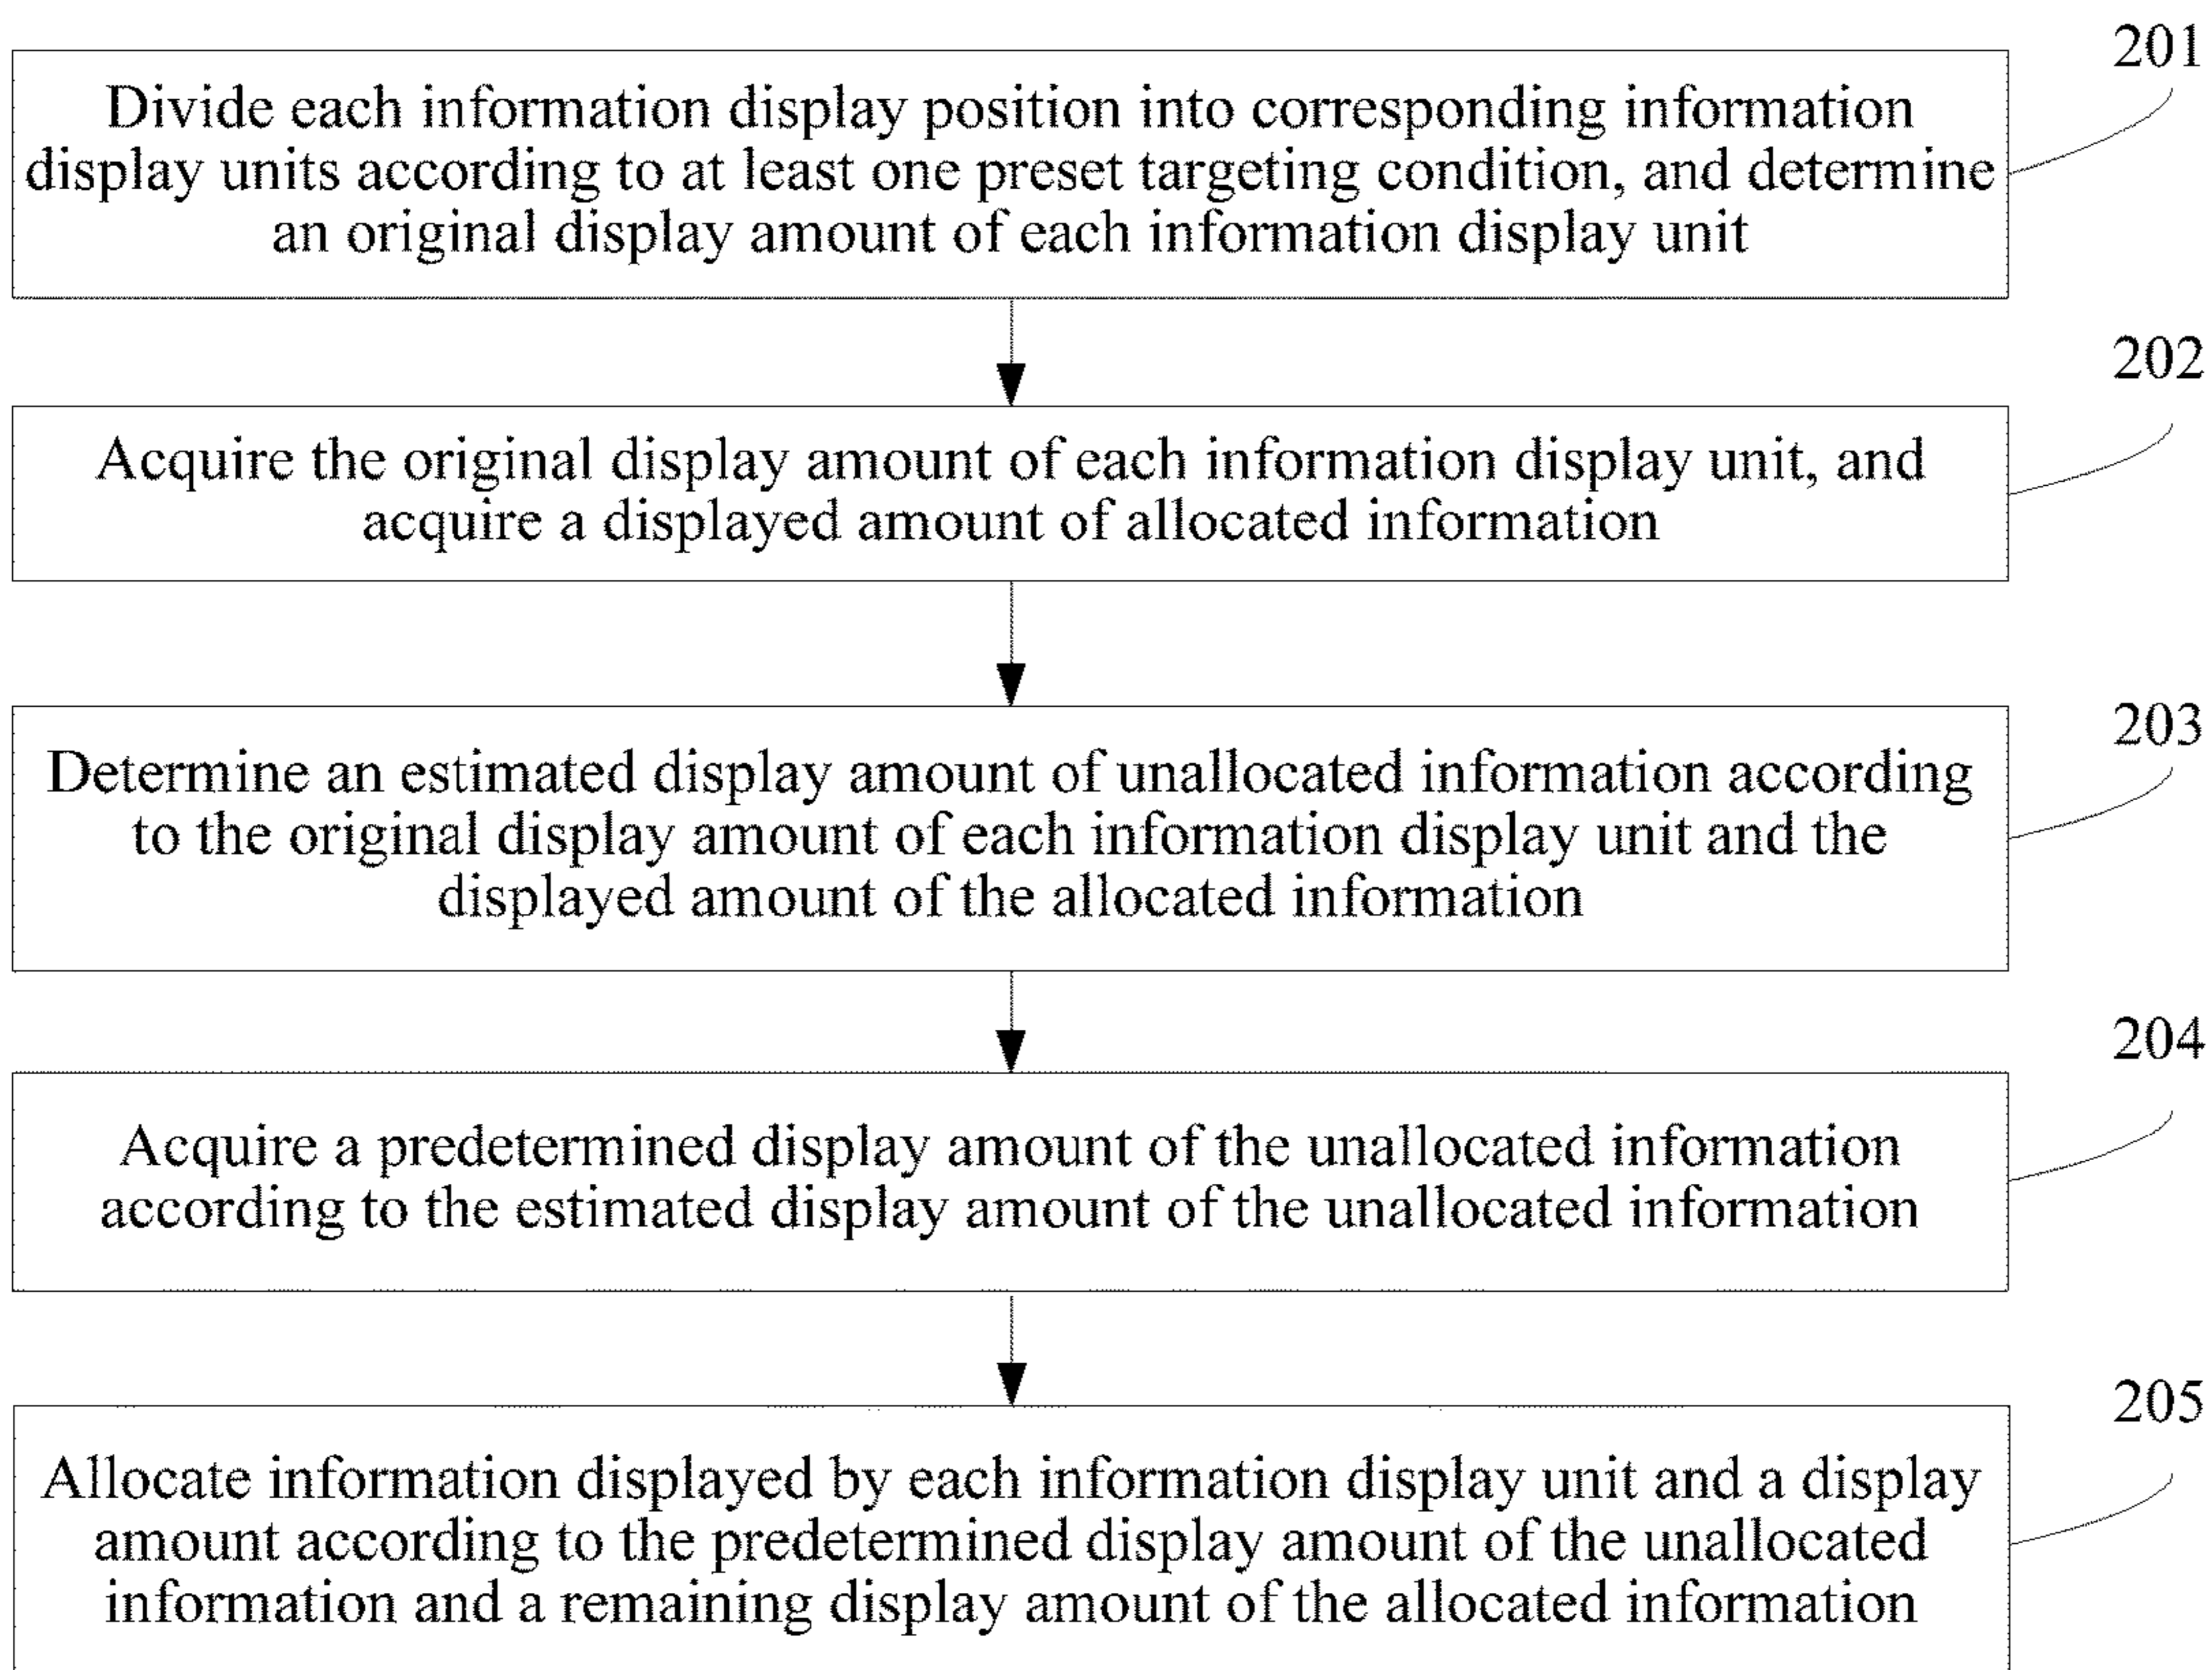 201
Divide each information display position into corresponding information
display units according to at least one preset targeting condition, and determine
an original display amount of each information display unit
202
Acquire the original display amount of each information display unit, and
acquire a displayed amount of allocated information
203
Determine an estimated display amount of unallocated information according
to the original display amount of each information display unit and the
displayed amount of the allocated information
204
Acquire a predetermined display amount of the unallocated information
according to the estimated display amount of the unallocated information
205
Allocate information displayed by each information display unit and a display
amount according to the predetermined display amount of the unallocated
information and a remaining display amount of the allocated information